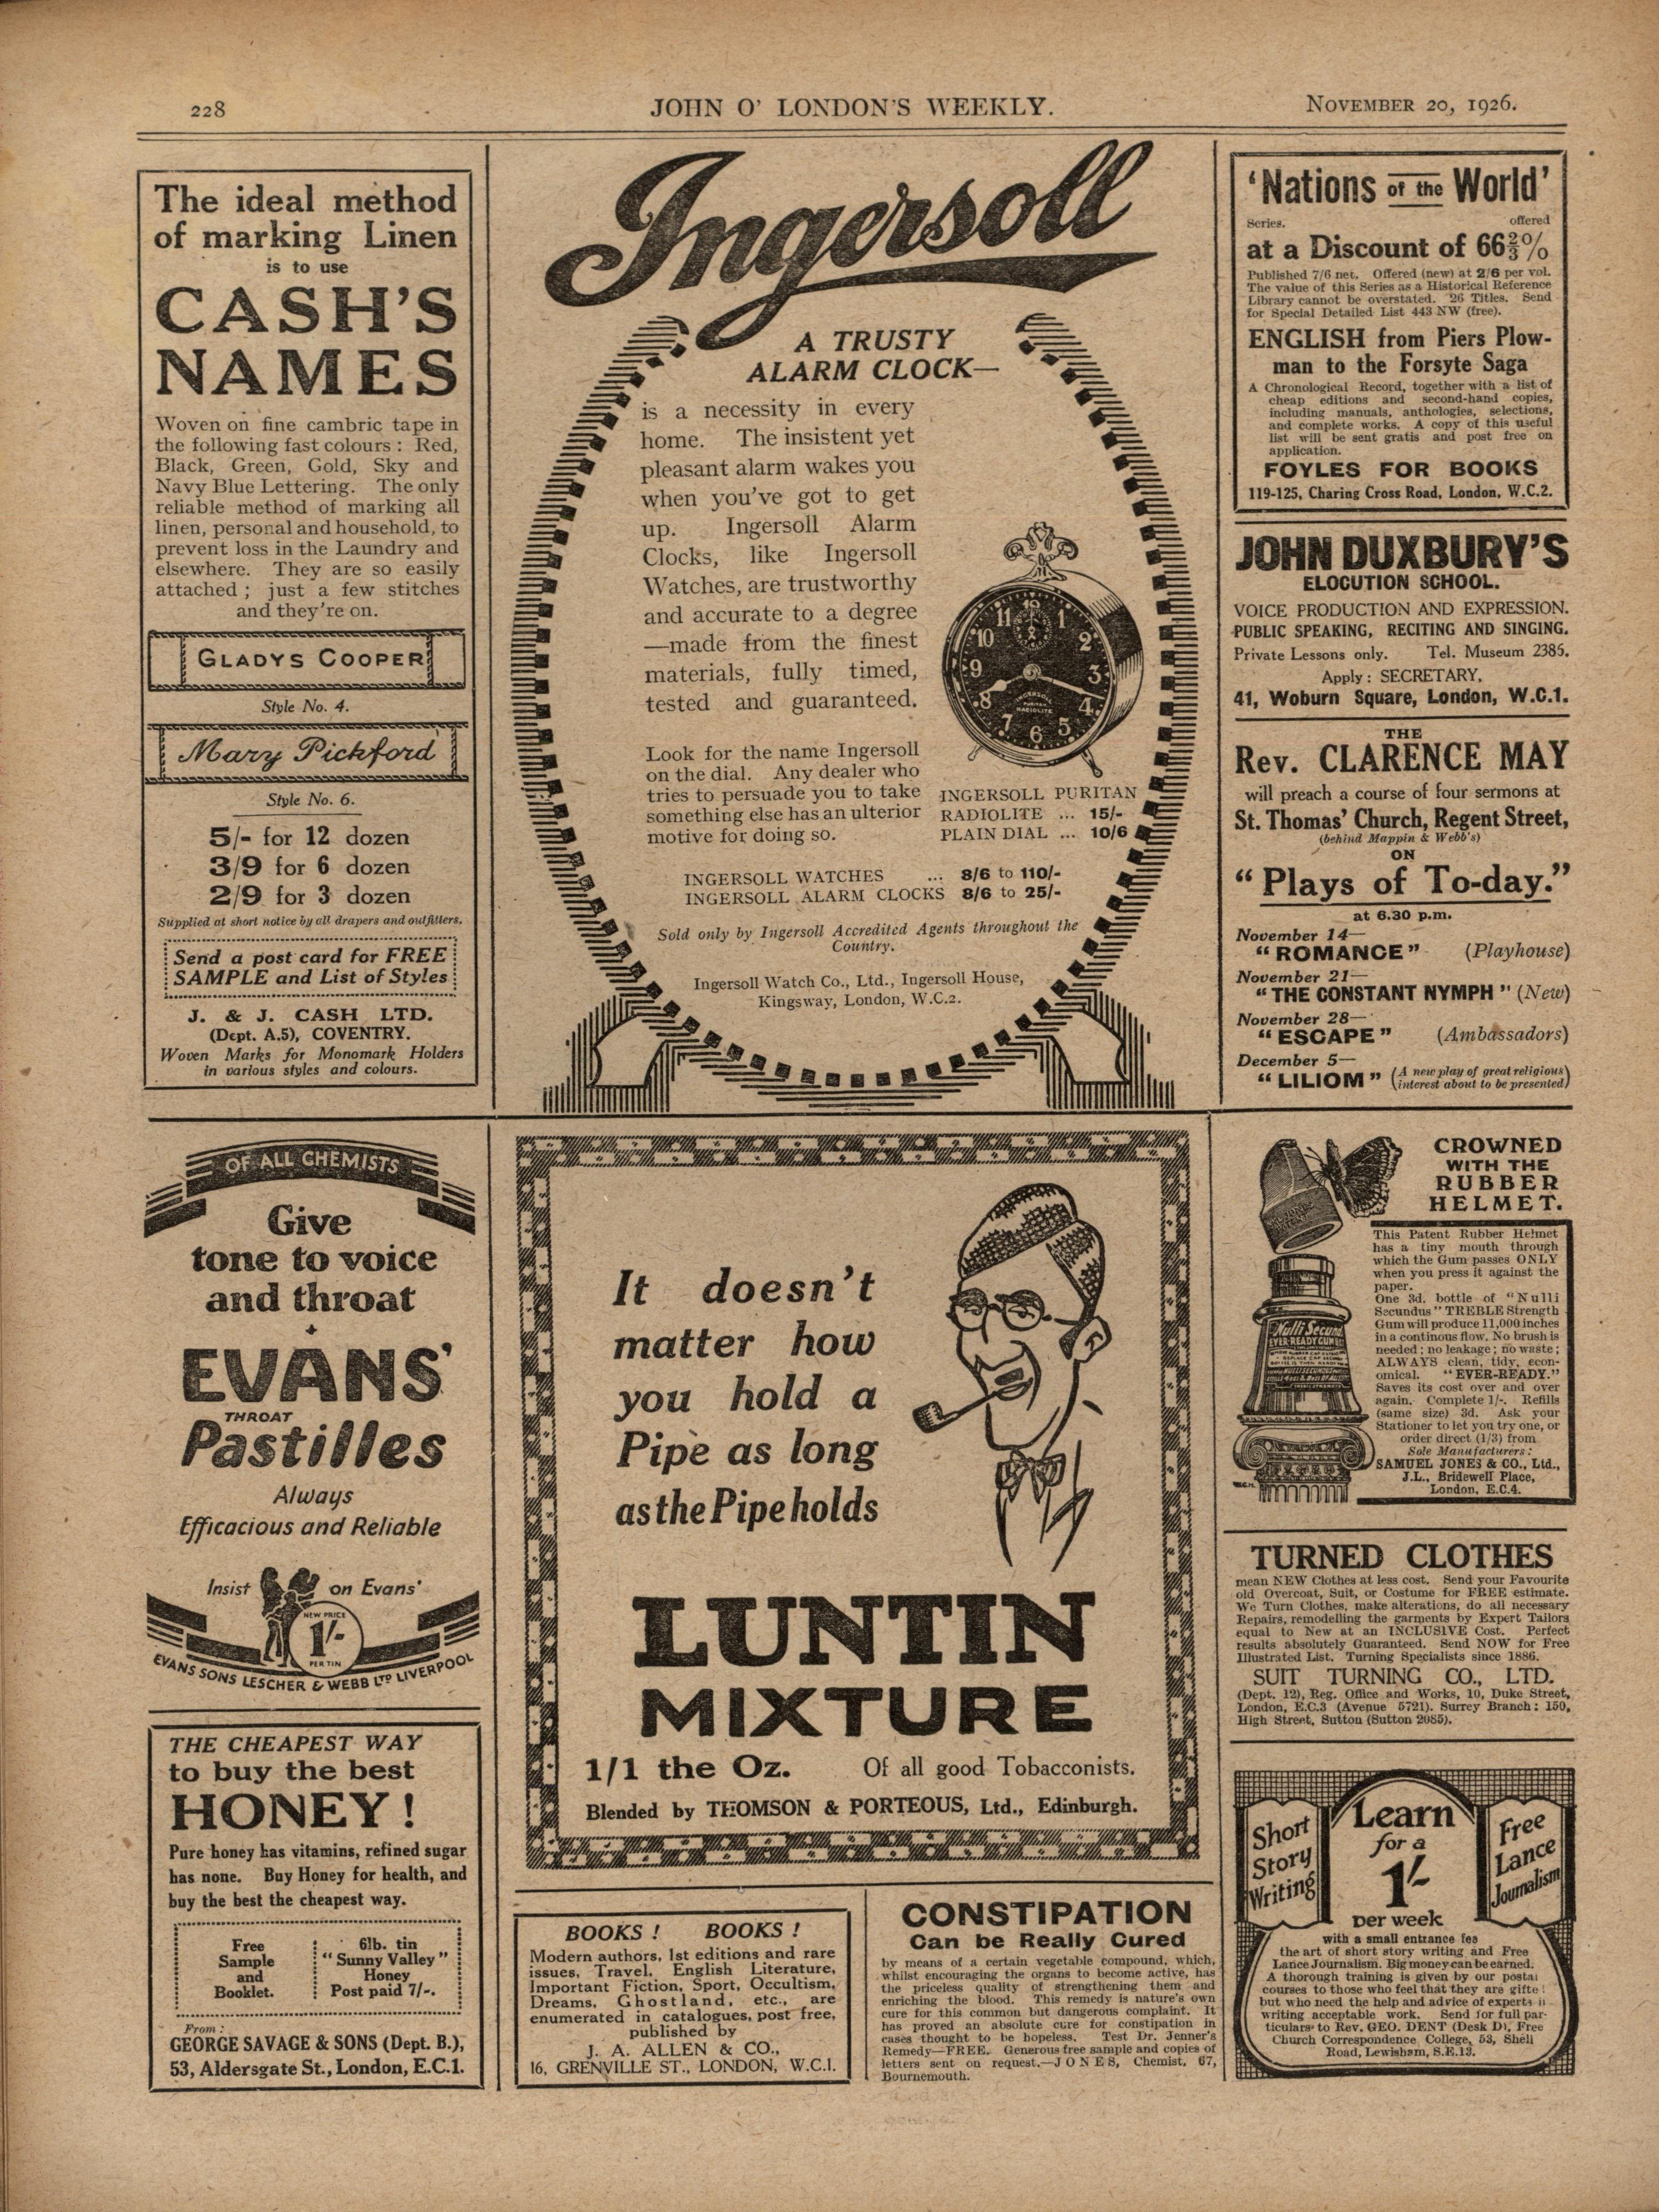 228
JOHN O' LONDON'S WEEKLY.
NOVEMBER 20, 1926.
The ideal method
of marking Linen
is to use
CASH'S
NAMES
Woven on fine cambric tape in
the following fast colours : Red,
Black, Green, Gold, Sky and
Navy Blue Lettering. The only
reliable method of marking all
linen, personal and household, to
prevent loss in the Laundry and
elsewhere. They are so easily
attached ; just a few stitches
and they're on.
GLADYS COOPER
Style No. 4.
Mary Pickford
Style No. 6.
5/- for 12 dozen
3/9 for 6 dozen
2/9 for 3 dozen
Supplied at short notice by all drapers and outfitters.
Send a post card for FREE
SAMPLE and List of Styles
J. & J. CASH LTD.
(Dept. A.5), COVENTRY.
Woven Marks for Monomark Holders
in various styles and colours.
Ingersoll
A TRUSTY
ALARM CLOCK—
is a necessity in every
home. The insistent yet
pleasant alarm wakes you
when you've got to get
up. Ingersoll Alarm
Clocks, like Ingersoll
Watches, are trustworthy
and accurate to a degree
—made from the finest
materials, fully timed,
tested and guaranteed.
Look for the name Ingersoll
on the dial. Any dealer who
tries to persuade you to take
something else has an ulterior
motive for doing so.
11 12 1
10 2
9 3
8 4
7 6 5
INGERSOLL
PURITAN
RADIOLITE
INGERSOLL PURITAN
RADIOLITE ... 15/-
PLAIN DIAL ... 10/6
INGERSOLL WATCHES ... 8/6 to 110/-
INGERSOLL ALARM CLOCKS 8/6 to 25/-
Sold only by Ingersoll Accredited Agents throughout the
Country.
Ingersoll Watch Co., Ltd., Ingersoll House,
Kingsway, London, W.C.2.
'Nations of the World'
Series. offered
at a Discount of 66⅔%
Published 7/6 net. Offered (new) at 2/6 per vol.
The value of this Series as a Historical Reference
Library cannot be overstated. 26 Titles. Send
for Special Detailed List 443 NW (free).
ENGLISH from Piers Plow-
man to the Forsyte Saga
A Chronological Record, together with a list of
cheap editions and second-hand copies,
including manuals, anthologies, selections,
and complete works. A copy of this useful
list will be sent gratis and post free on
application.
FOYLES FOR BOOKS
119-125, Charing Cross Road, London, W.C.2.
JOHN DUXBURY'S
ELOCUTION SCHOOL.
VOICE PRODUCTION AND EXPRESSION.
PUBLIC SPEAKING, RECITING AND SINGING.
Private Lessons only. Tel. Museum 2385.
Apply : SECRETARY,
41, Woburn Square, London, W.C.1.
THE
Rev. CLARENCE MAY
will preach a course of four sermons at
St. Thomas' Church, Regent Street,
(behind Mappin & Webb's)
ON
"Plays of To-day."
at 6.30 p.m.
November 14—
"ROMANCE" (Playhouse)
November 21—
"THE CONSTANT NYMPH" (New)
November 28—
"ESCAPE" (Ambassadors)
December 5—
"LILIOM" (A new play of great religious
interest about to be presented)
OF ALL CHEMISTS
Give
tone to voice
and throat
EVANS'
THROAT
Pastilles
Always
Efficacious and Reliable
Insist on Evans'
NEW PRICE
1/-
PER TIN
EVANS SONS LESCHER & WEBB LTD LIVERPOOL
It doesn't
matter how
you hold a
Pipe as long
as the Pipe holds
LUNTIN
MIXTURE
1/1 the Oz. Of all good Tobacconists.
Blended by THOMSON & PORTEOUS, Ltd., Edinburgh.
CROWNED
WITH THE
RUBBER
HELMET.
This Patent Rubber Helmet
has a tiny mouth through
which the Gum passes ONLY
when you press it against the
paper.
One 3d. bottle of "Nulli
Secundus" TREBLE Strength
Gum will produce 11,000 inches
in a continous flow. No brush is
needed ; no leakage ; no waste ;
ALWAYS clean, tidy, econ-
omical. "EVER-READY."
Saves its cost over and over
again. Complete 1/-. Refills
(same size) 3d. Ask your
Stationer to let you try one, or
order direct (1/3) from
Sole Manufacturers :
SAMUEL JONES & CO., Ltd.,
J.L., Bridewell Place,
London, E.C.4.
Nulli Secund
EVER-READY GUM
TURNED CLOTHES
mean NEW Clothes at less cost. Send your Favourite
old Overcoat, Suit, or Costume for FREE estimate.
We Turn Clothes, make alterations, do all necessary
Repairs, remodelling the garments by Expert Tailors
equal to New at an INCLUSIVE Cost. Perfect
results absolutely Guaranteed. Send NOW for Free
Illustrated List. Turning Specialists since 1886.
SUIT TURNING CO., LTD.
(Dept. 12), Reg. Office and Works, 10, Duke Street,
London, E.C.3 (Avenue 5721). Surrey Branch : 150,
High Street, Sutton (Sutton 2085).
THE CHEAPEST WAY
to buy the best
HONEY!
Pure honey has vitamins, refined sugar
has none. Buy Honey for health, and
buy the best the cheapest way.
Free
Sample
and
Booklet.
6lb. tin
"Sunny Valley"
Honey
Post paid 7/-.
From :
GEORGE SAVAGE & SONS (Dept. B.),
53, Aldersgate St., London, E.C.1.
BOOKS! BOOKS!
Modern authors, 1st editions and rare
issues, Travel, English Literature,
Important Fiction, Sport, Occultism,
Dreams, Ghostland, etc., are
enumerated in catalogues, post free,
published by
J. A. ALLEN & CO.,
16, GRENVILLE ST., LONDON, W.C.1.
CONSTIPATION
Can be Really Cured
by means of a certain vegetable compound, which,
whilst encouraging the organs to become active, has
the priceless quality of strengthening them and
enriching the blood. This remedy is nature's own
cure for this common but dangerous complaint. It
has proved an absolute cure for constipation in
cases thought to be hopeless. Test Dr. Jenner's
Remedy—FREE. Generous free sample and copies of
letters sent on request.—JONES, Chemist, 67,
Bournemouth.
Short
Story
Writing
Learn
for a
1/-
per week
Free
Lance
Journalism
with a small entrance fee
the art of short story writing and Free
Lance Journalism. Big money can be earned.
A thorough training is given by our postal
courses to those who feel that they are gifte
but who need the help and advice of experts i
writing acceptable work. Send for full par-
ticulars to Rev. GEO. DENT (Desk D), Free
Church Correspondence College, 53, Shell
Road, Lewisham, S.E.13.